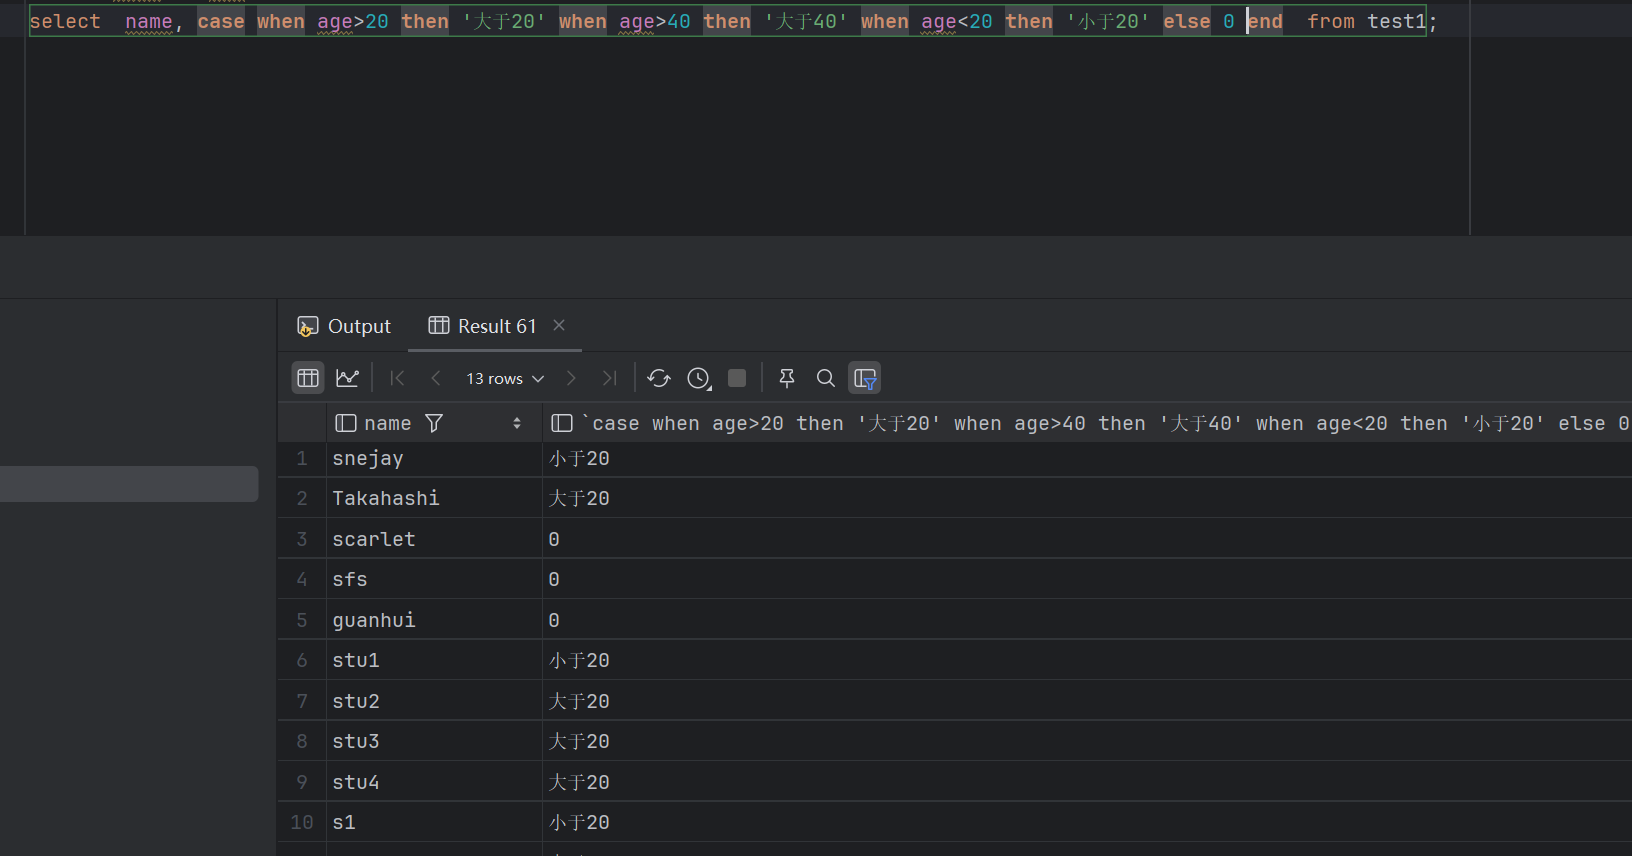 select  name, case when age>20 then '大于20' when age>40 then '大于40' when age<20 then '小于20' else 0 end  from test1;
Output
Result 61
13 rows
name
`case when age>20 then '大于20' when age>40 then '大于40' when age<20 then '小于20' else 0
1 snejay 小于20
2 Takahashi 大于20
3 scarlet 0
4 sfs 0
5 guanhui 0
6 stu1 小于20
7 stu2 大于20
8 stu3 大于20
9 stu4 大于20
10 s1 小于20